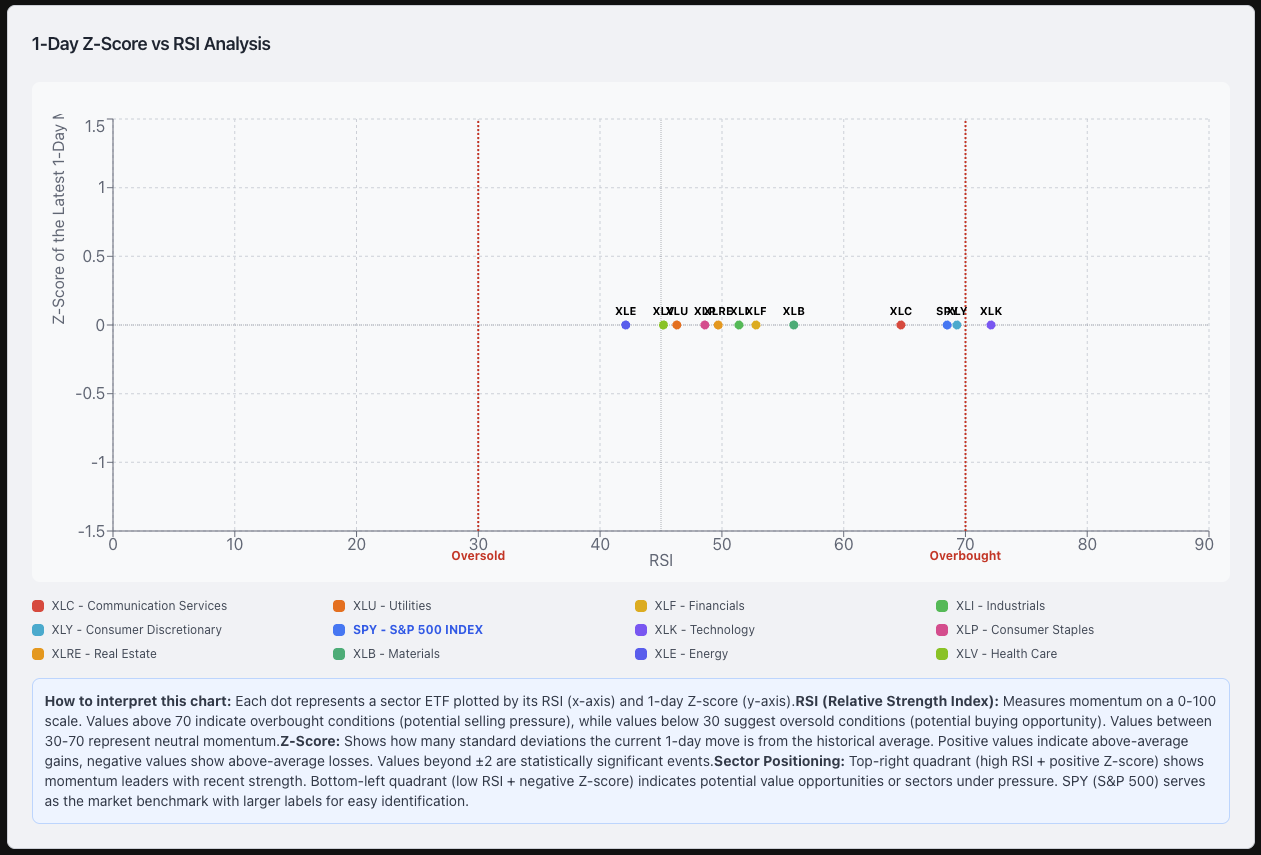 1-Day Z-Score vs RSI Analysis
Z-Score of the Latest 1-Day
1.5
1
0.5
0
-0.5
-1
-1.5
XLE XLV XLU XLP XLRE XLI XLF XLB XLC SPY XLY XLK
0 10 20 30 40 50 60 70 80 90
Oversold Overbought
RSI
XLC - Communication Services XLU - Utilities XLF - Financials XLI - Industrials
XLY - Consumer Discretionary SPY - S&P 500 INDEX XLK - Technology XLP - Consumer Staples
XLRE - Real Estate XLB - Materials XLE - Energy XLV - Health Care
How to interpret this chart: Each dot represents a sector ETF plotted by its RSI (x-axis) and 1-day Z-score (y-axis).RSI (Relative Strength Index): Measures momentum on a 0-100
scale. Values above 70 indicate overbought conditions (potential selling pressure), while values below 30 suggest oversold conditions (potential buying opportunity). Values between
30-70 represent neutral momentum.Z-Score: Shows how many standard deviations the current 1-day move is from the historical average. Positive values indicate above-average
gains, negative values show above-average losses. Values beyond ±2 are statistically significant events.Sector Positioning: Top-right quadrant (high RSI + positive Z-score) shows
momentum leaders with recent strength. Bottom-left quadrant (low RSI + negative Z-score) indicates potential value opportunities or sectors under pressure. SPY (S&P 500) serves
as the market benchmark with larger labels for easy identification.